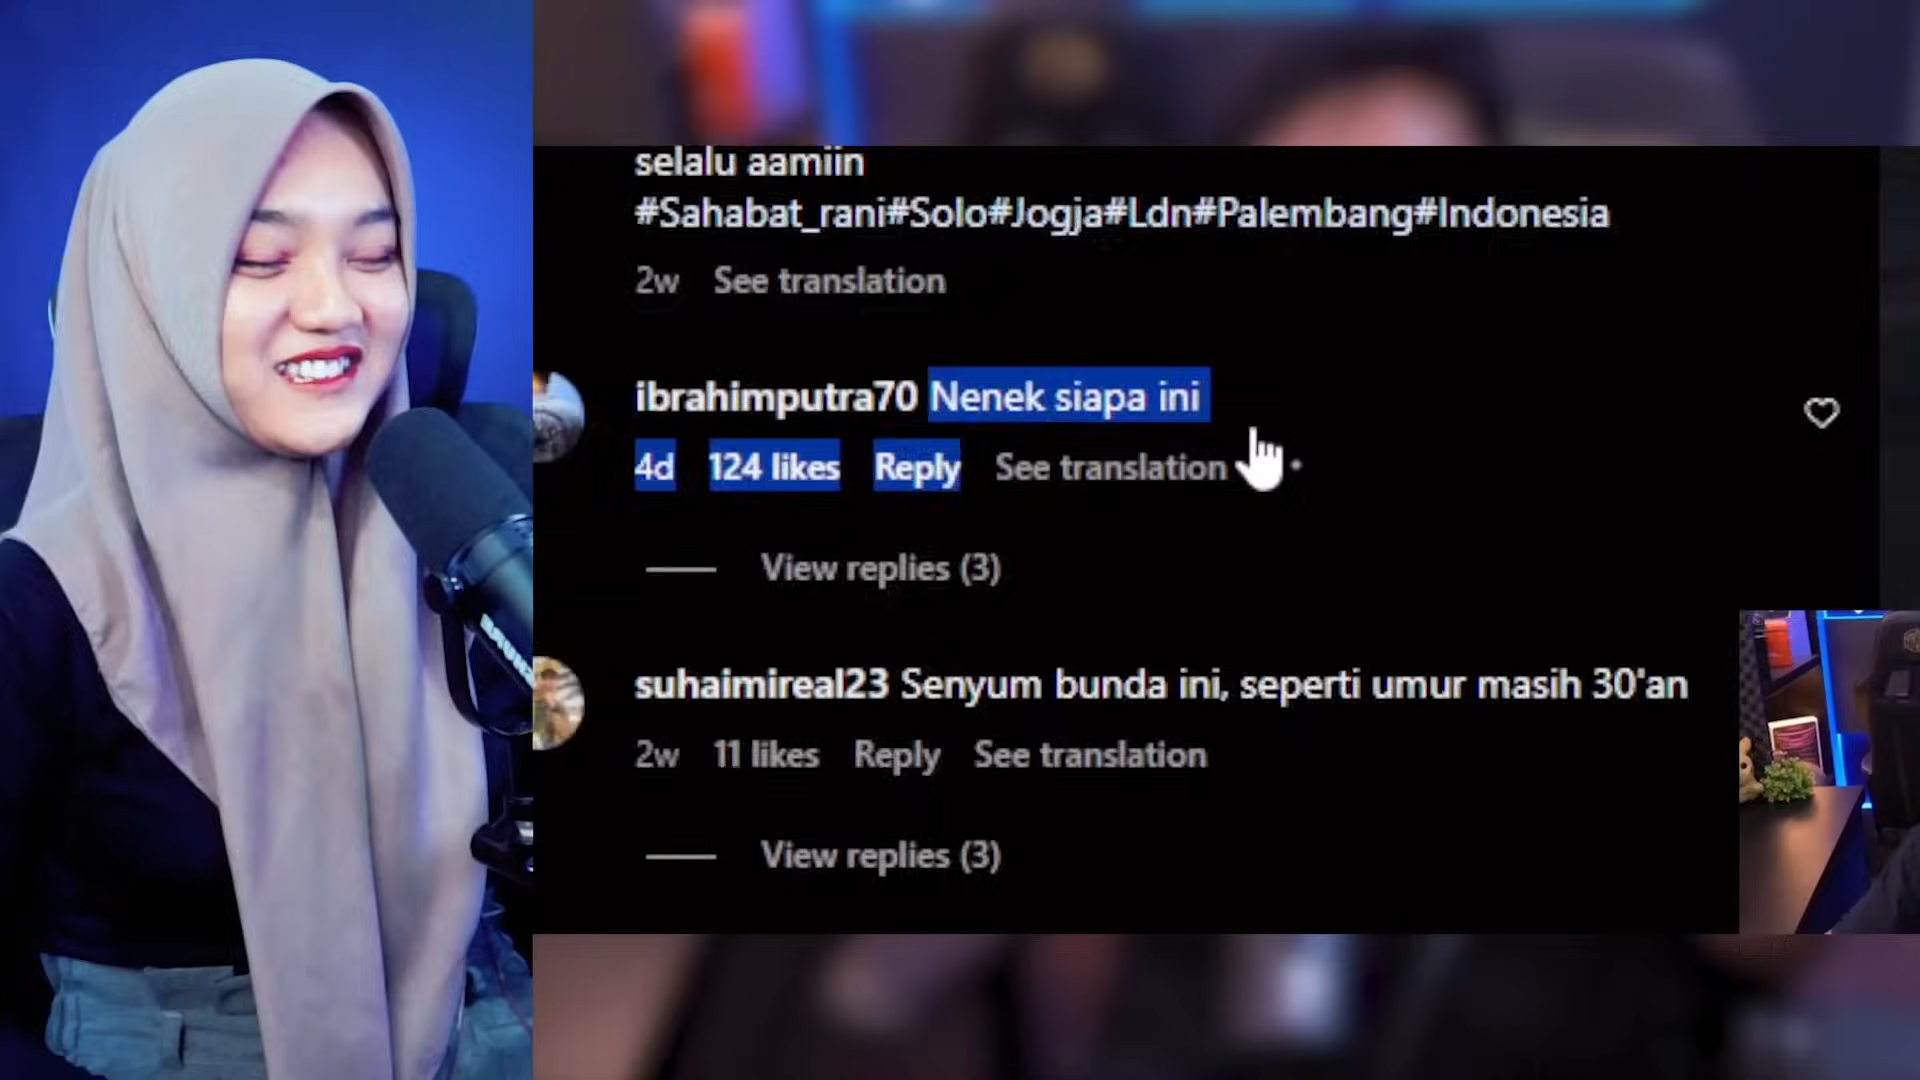 selalu aamiin
#Sahabat_rani#Solo#Jogja#Ldn#Palembang#Indonesia
2w See translation
ibrahimputra70 Nenek siapa ini
4d 124 likes Reply See translation
View replies (3)
suhaimireal23 Senyum bunda ini, seperti umur masih 30'an
2w 11 likes Reply See translation
View replies (3)